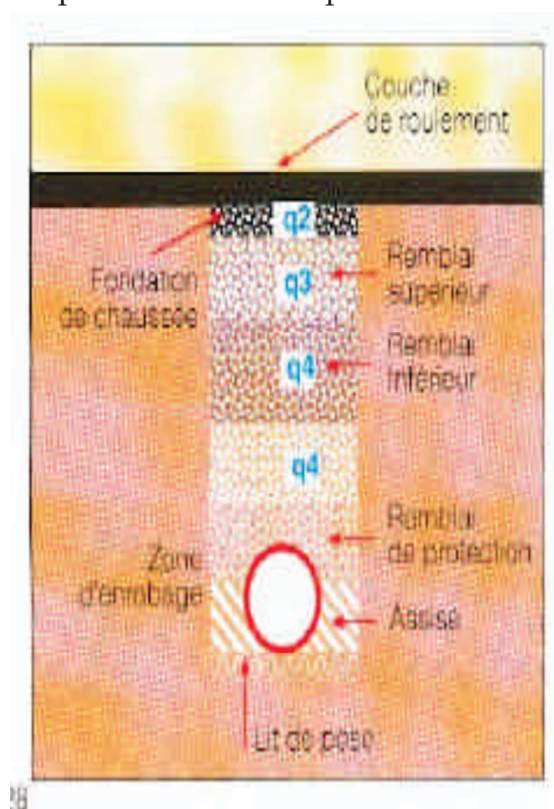 Couche
de roulement
q2
Fondation
de chaussée
q3
Remblai
supérieur
q4
Remblai
inférieur
q4
Remblai
de protection
Zone
d'enrobage
Assise
Lit de pose